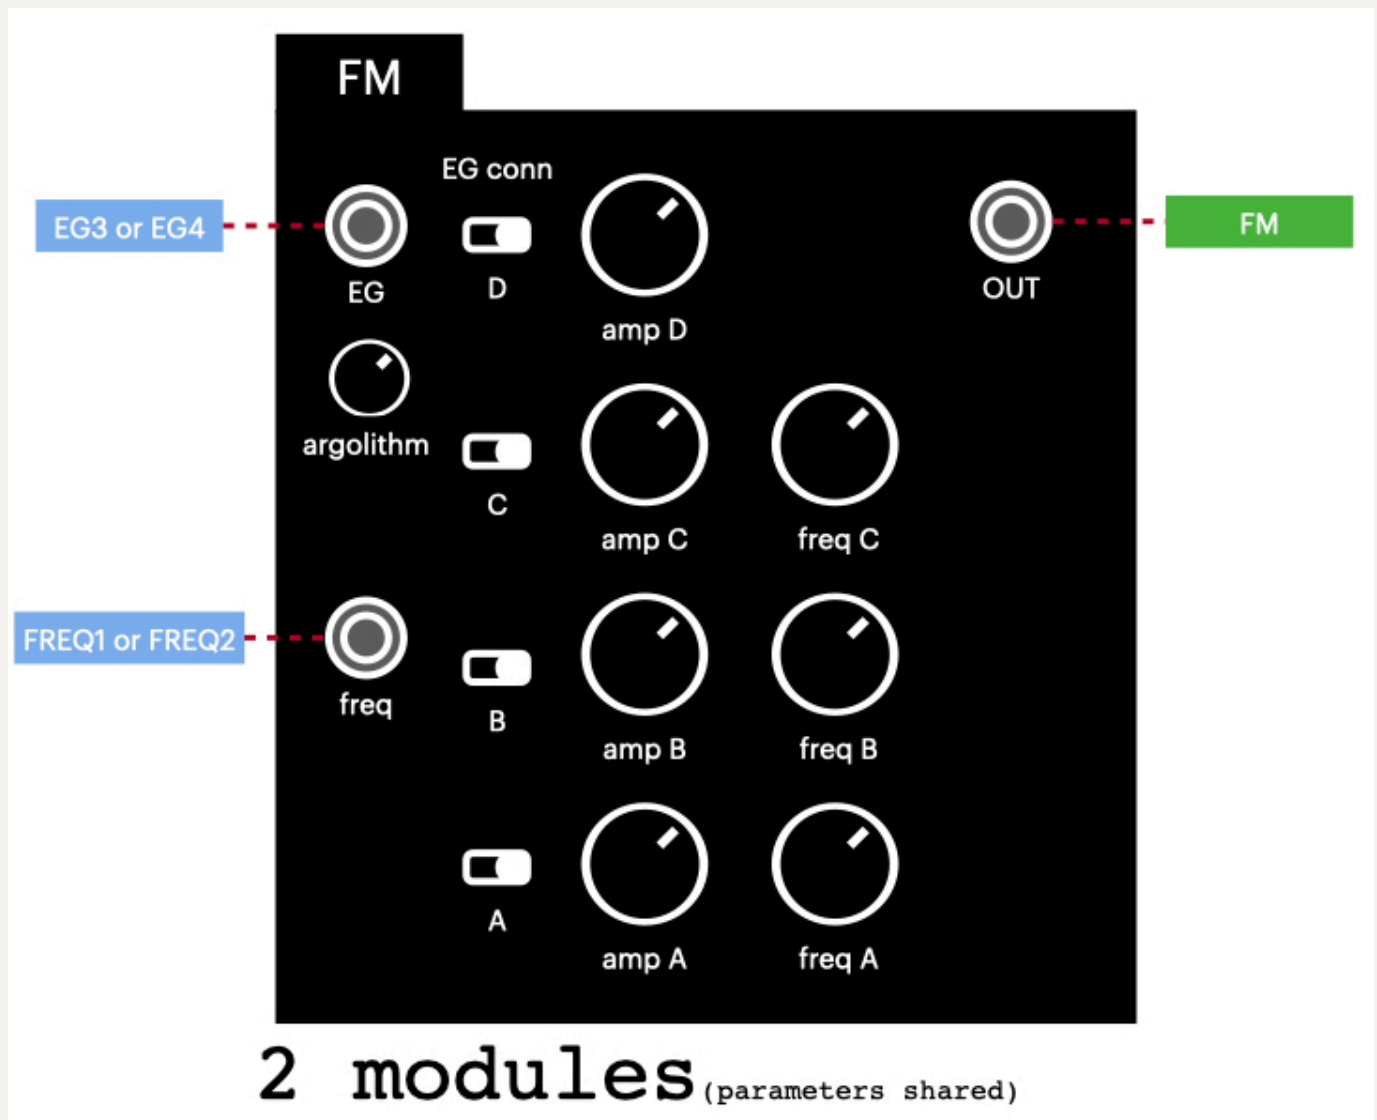 FM
EG conn
EG3 or EG4
EG
D
amp D
OUT
FM
argolithm
C
amp C
freq C
FREQ1 or FREQ2
freq
B
amp B
freq B
A
amp A
freq A
2 modules(parameters shared)